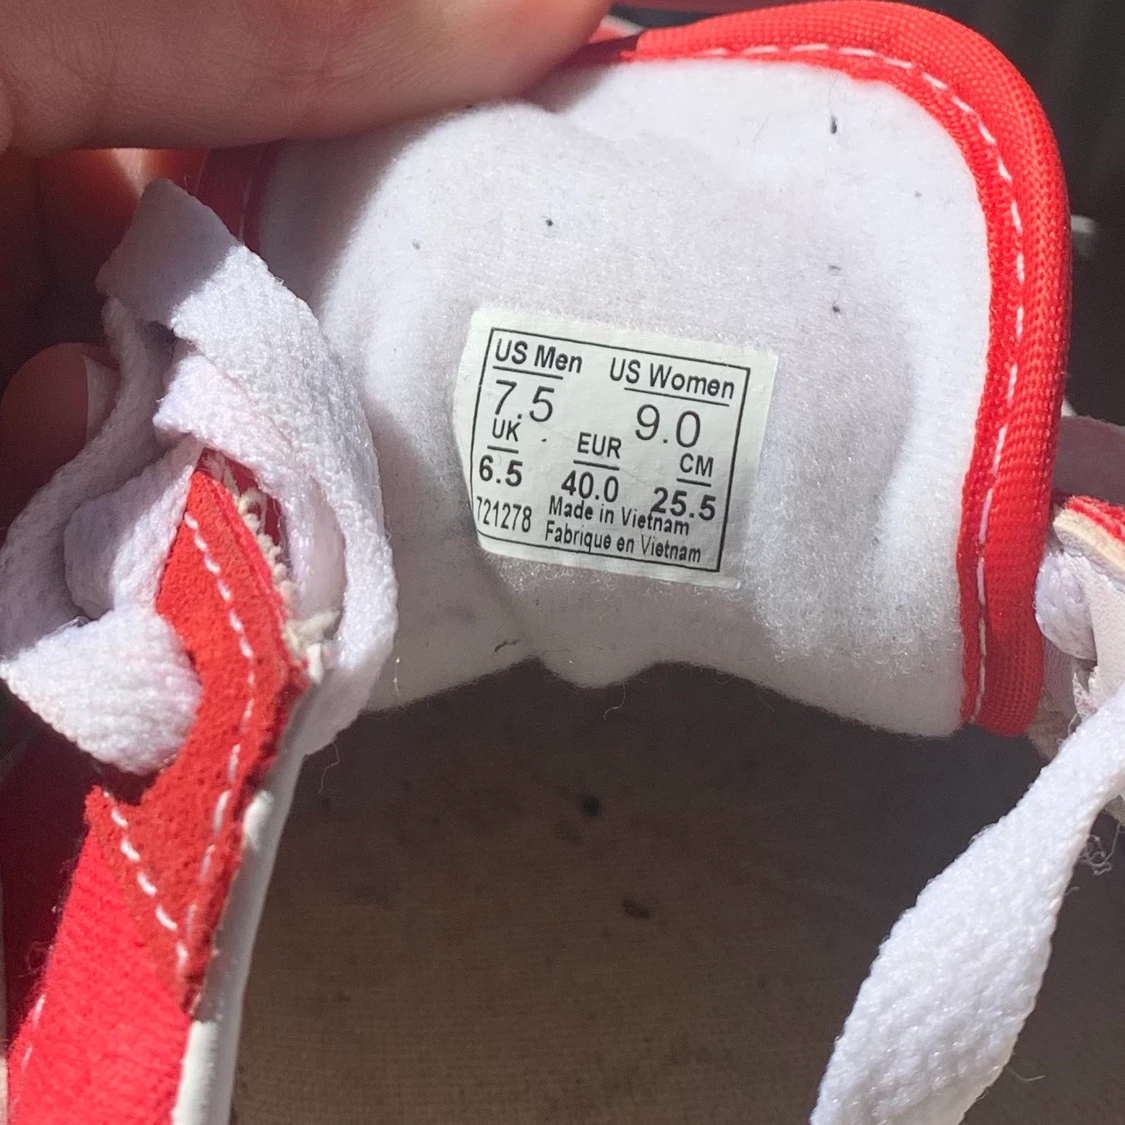 US Men US Women
7.5 9.0
UK EUR CM
6.5 40.0 25.5
721278 Made in Vietnam
Fabriqué en Vietnam